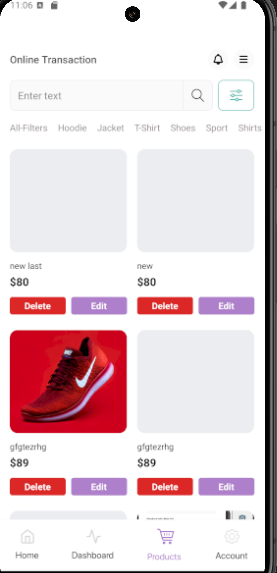 11:06
Online Transaction
Enter text
All-Filters Hoodie Jacket T-Shirt Shoes Sport Shirts
new last new
$80 $80
Delete Edit Delete Edit
gfgtezrhg gfgtezrhg
$89 $89
Delete Edit Delete Edit
Home Dashboard Products Account